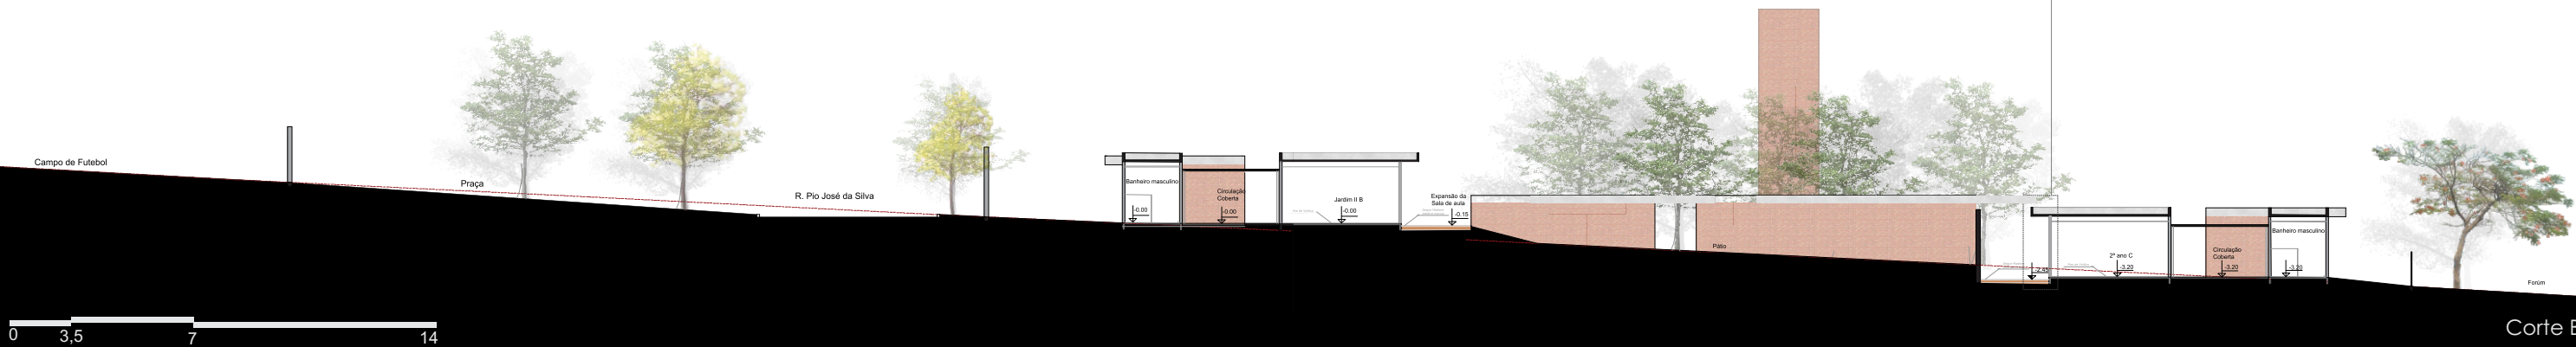 Campo de Futebol
Praça
R. Pio José da Silva
Banheiro masculino
-0.00
Circulação
Coberta
-0.00
Jardim II B
-0.00
Expansão da
Sala de aula
-0.15
Pátio
-2.45
2º ano C
-3.20
Circulação
Coberta
-3.20
Banheiro masculino
-3.20
Forúm
0
3,5
7
14
Corte E